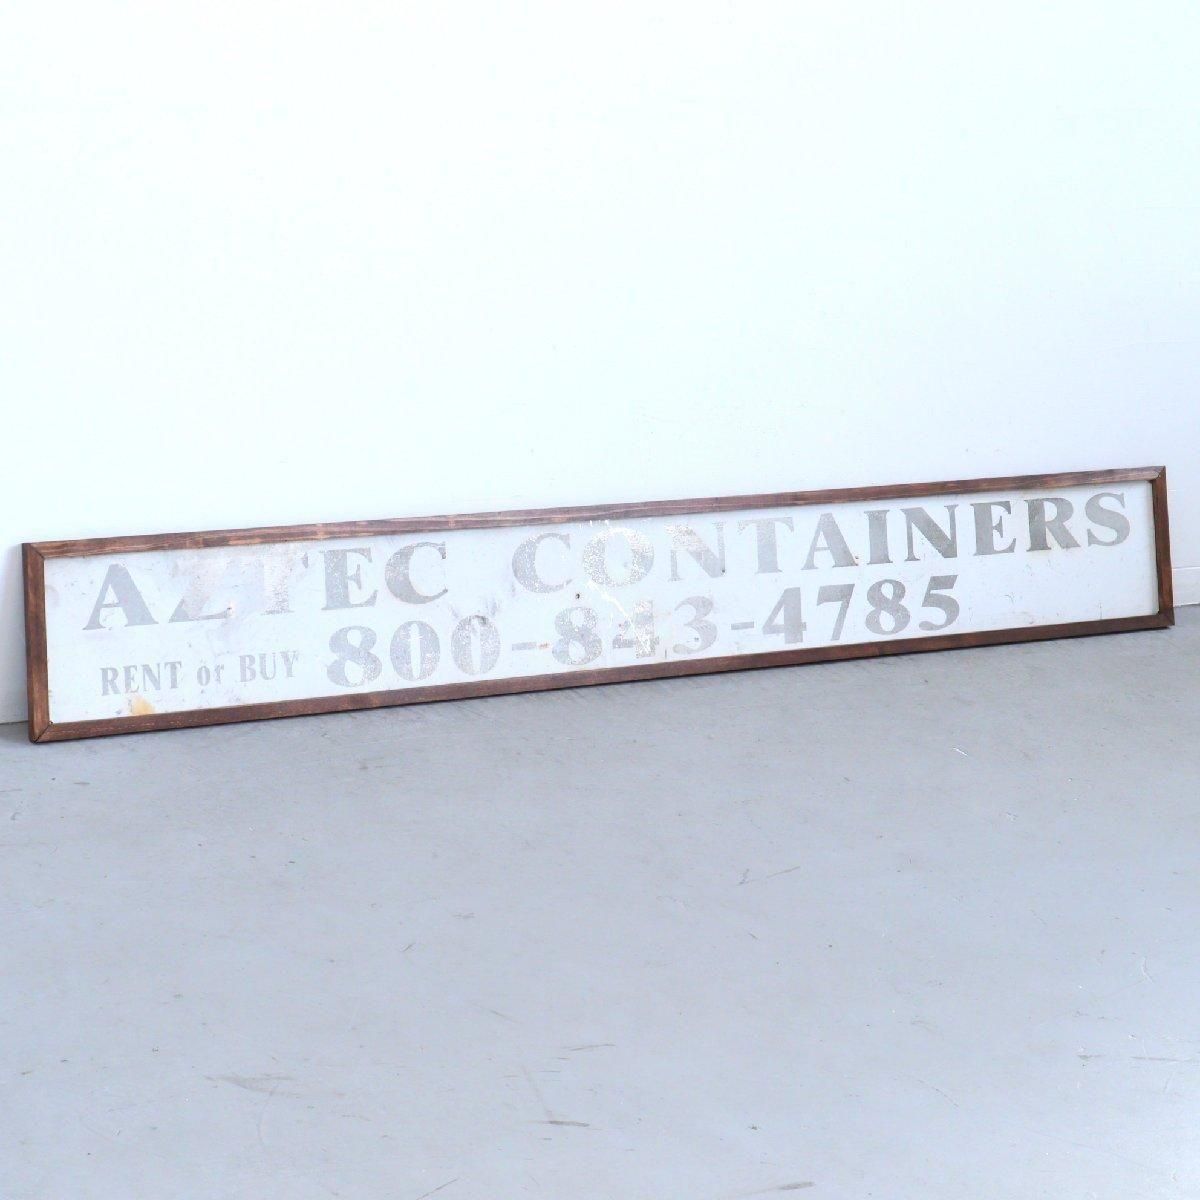 AZTEC CONTAINERS
RENT or BUY 800-843-4785